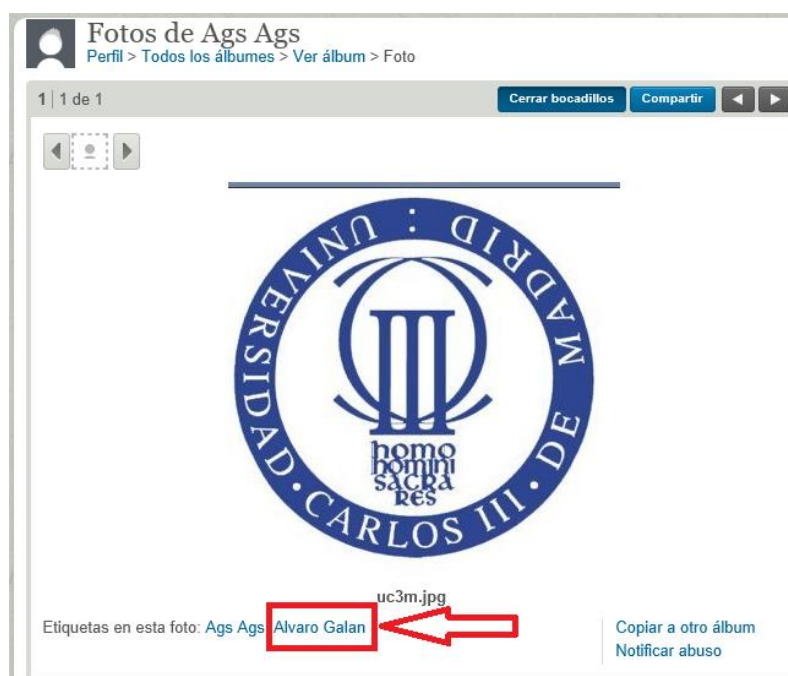 Fotos de Ags Ags
Perfil > Todos los álbumes > Ver álbum > Foto
1 | 1 de 1
Cerrar bocadillos
Compartir
UNIVERSIDAD · CARLOS III · DE MADRID :
homo
homini
sacra
res
uc3m.jpg
Etiquetas en esta foto: Ags Ags Alvaro Galan
Copiar a otro álbum
Notificar abuso